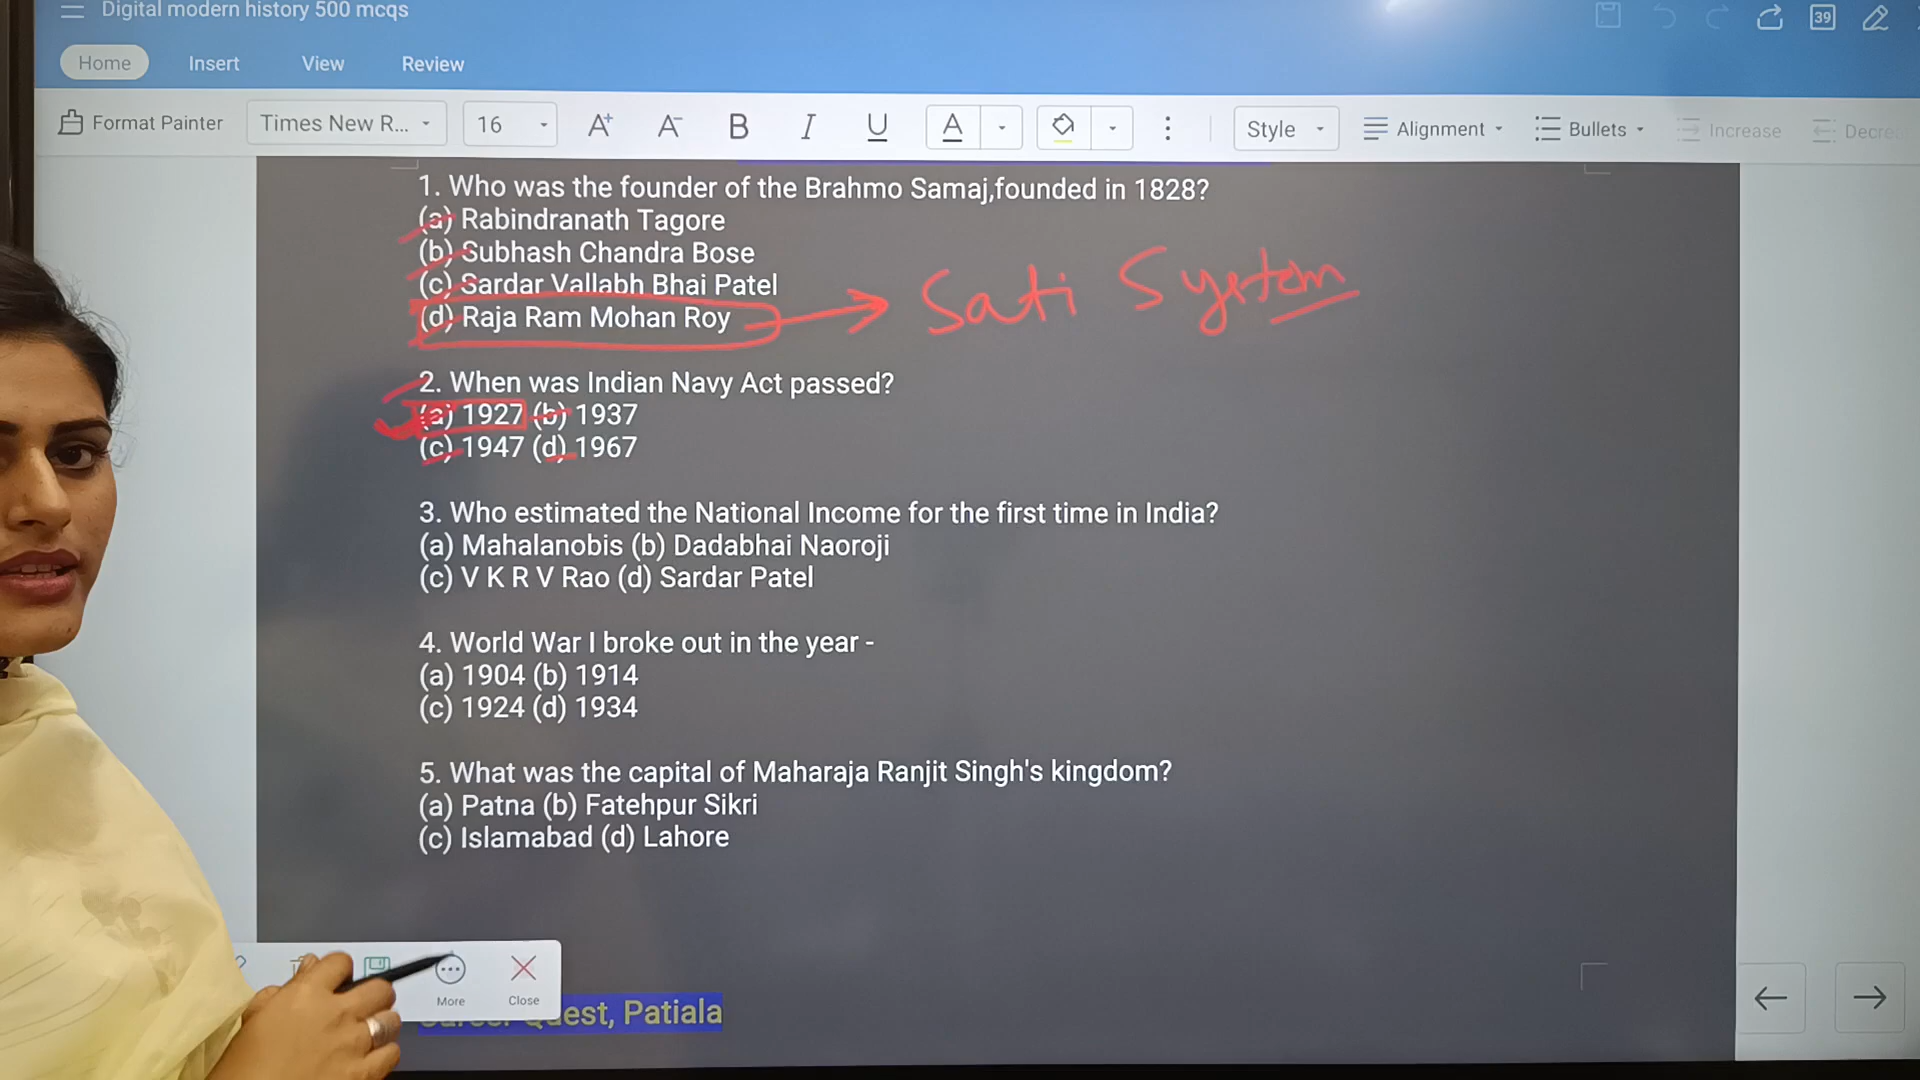 Digital modern history 500 mcqs
39
Home Insert View Review
Format Painter Times New R... 16 A+ A- B I U A Style Alignment Bullets Increase Decre
1. Who was the founder of the Brahmo Samaj,founded in 1828?
(a) Rabindranath Tagore
(b) Subhash Chandra Bose
(c) Sardar Vallabh Bhai Patel
(d) Raja Ram Mohan Roy
Sati System
2. When was Indian Navy Act passed?
(a) 1927 (b) 1937
(c) 1947 (d) 1967
3. Who estimated the National Income for the first time in India?
(a) Mahalanobis (b) Dadabhai Naoroji
(c) V K R V Rao (d) Sardar Patel
4. World War I broke out in the year -
(a) 1904 (b) 1914
(c) 1924 (d) 1934
5. What was the capital of Maharaja Ranjit Singh's kingdom?
(a) Patna (b) Fatehpur Sikri
(c) Islamabad (d) Lahore
More Close
Quest, Patiala